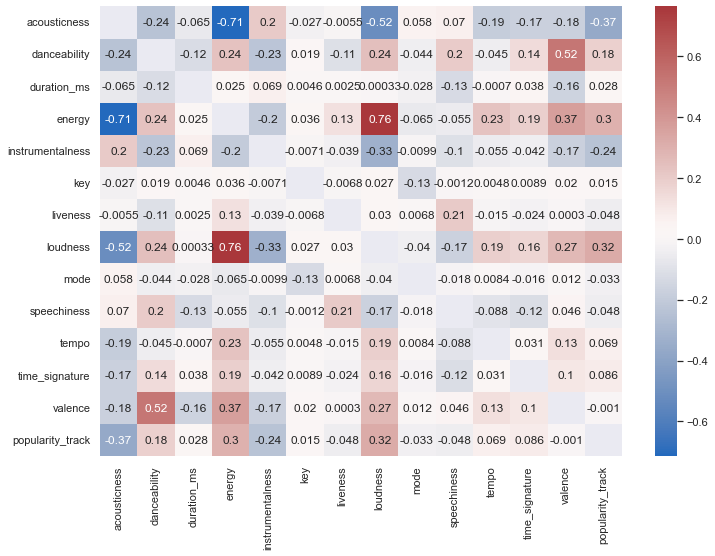 acousticness -0.24 -0.065 -0.71 0.2 -0.027 -0.0055 -0.52 0.058 0.07 -0.19 -0.17 -0.18 -0.37
danceability -0.24 -0.12 0.24 -0.23 0.019 -0.11 0.24 -0.044 0.2 -0.045 0.14 0.52 0.18
duration_ms -0.065 -0.12 0.025 0.069 0.0046 0.0025 0.00033 -0.028 -0.13 -0.0007 0.038 -0.16 0.028
energy -0.71 0.24 0.025 -0.2 0.036 0.13 0.76 -0.065 -0.055 0.23 0.19 0.37 0.3
instrumentalness 0.2 -0.23 0.069 -0.2 -0.0071 -0.039 -0.33 -0.0099 -0.1 -0.055 -0.042 -0.17 -0.24
key -0.027 0.019 0.0046 0.036 -0.0071 -0.0068 0.027 -0.13 -0.0012 0.0048 0.0089 0.02 0.015
liveness -0.0055 -0.11 0.0025 0.13 -0.039 -0.0068 0.03 0.0068 0.21 -0.015 -0.024 0.0003 -0.048
loudness -0.52 0.24 0.00033 0.76 -0.33 0.027 0.03 -0.04 -0.17 0.19 0.16 0.27 0.32
mode 0.058 -0.044 -0.028 -0.065 -0.0099 -0.13 0.0068 -0.04 -0.018 0.0084 -0.016 0.012 -0.033
speechiness 0.07 0.2 -0.13 -0.055 -0.1 -0.0012 0.21 -0.17 -0.018 -0.088 -0.12 0.046 -0.048
tempo -0.19 -0.045 -0.0007 0.23 -0.055 0.0048 -0.015 0.19 0.0084 -0.088 0.031 0.13 0.069
time_signature -0.17 0.14 0.038 0.19 -0.042 0.0089 -0.024 0.16 -0.016 -0.12 0.031 0.1 0.086
valence -0.18 0.52 -0.16 0.37 -0.17 0.02 0.0003 0.27 0.012 0.046 0.13 0.1 -0.001
popularity_track -0.37 0.18 0.028 0.3 -0.24 0.015 -0.048 0.32 -0.033 -0.048 0.069 0.086 -0.001
acousticness
danceability
duration_ms
energy
instrumentalness
key
liveness
loudness
mode
speechiness
tempo
time_signature
valence
popularity_track
0.6
0.4
0.2
0.0
-0.2
-0.4
-0.6